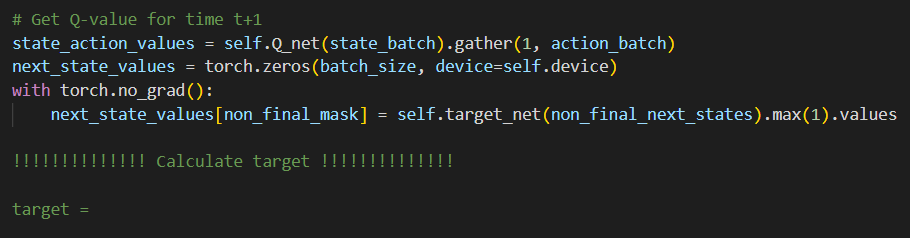 # Get Q-value for time t+1
state_action_values = self.Q_net(state_batch).gather(1, action_batch)
next_state_values = torch.zeros(batch_size, device=self.device)
with torch.no_grad():
    next_state_values[non_final_mask] = self.target_net(non_final_next_states).max(1).values
!!!!!!!!!!!!!! Calculate target !!!!!!!!!!!!!!
target =